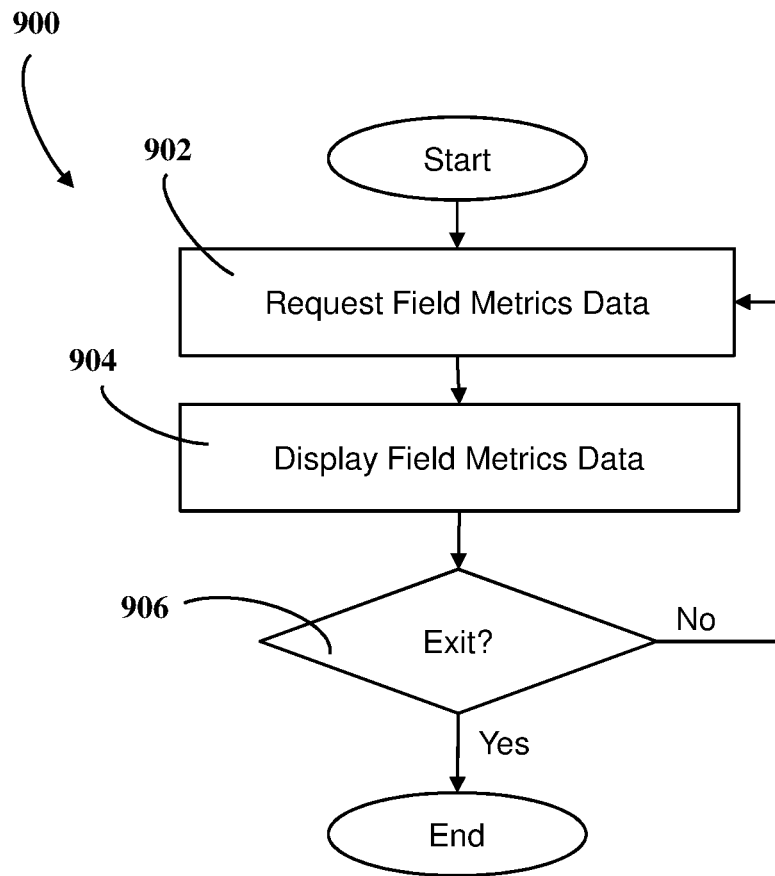 900
902
Start
Request Field Metrics Data
904
Display Field Metrics Data
906
Exit?
No
Yes
End